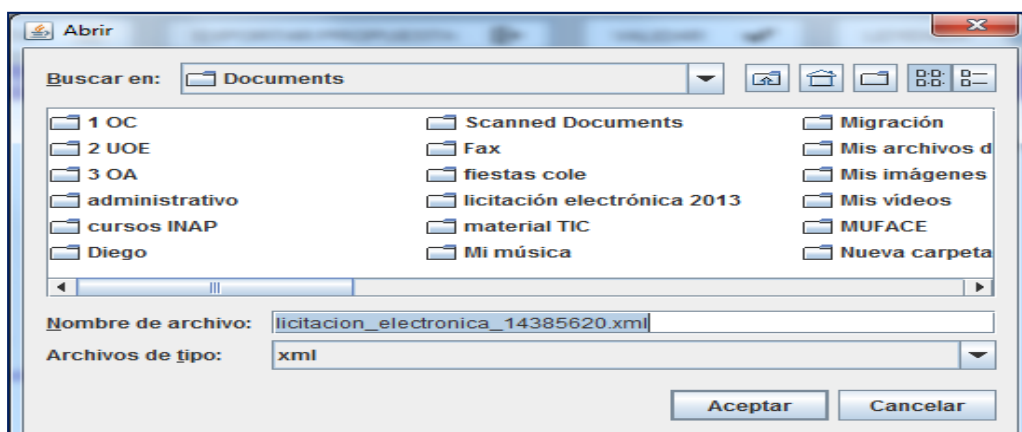 Abrir
Buscar en: Documents
1 OC
2 UOE
3 OA
administrativo
cursos INAP
Diego
Scanned Documents
Fax
fiestas cole
licitación electrónica 2013
material TIC
Mi música
Migración
Mis archivos d
Mis imágenes
Mis vídeos
MUFACE
Nueva carpeta
Nombre de archivo: licitacion_electronica_14385620.xml
Archivos de tipo: xml
Aceptar Cancelar